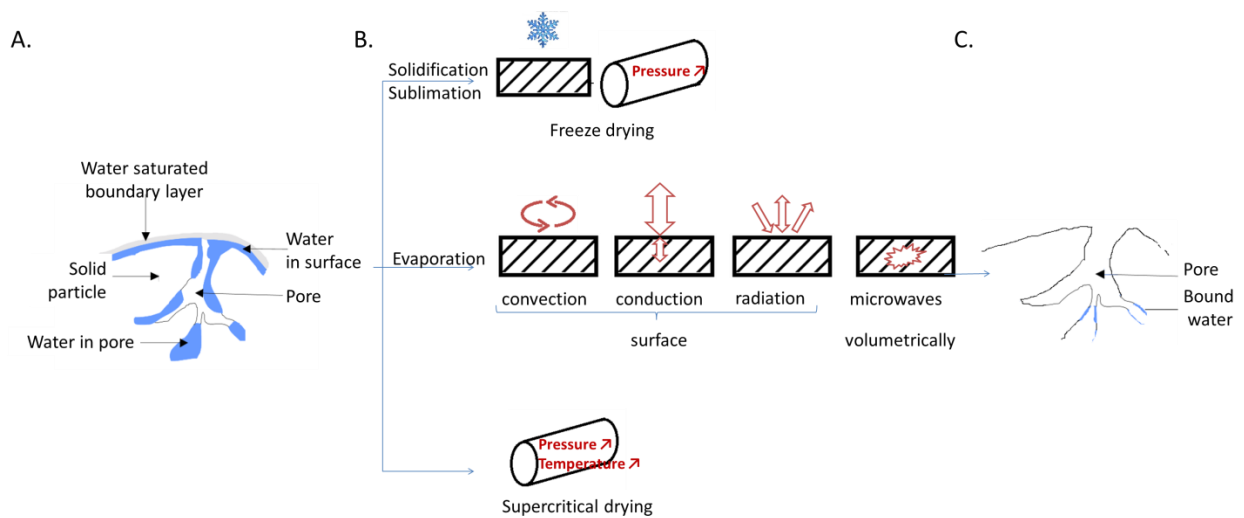 A.
B.
C.
Solidification
Sublimation
Pressure ↗
Freeze drying
Water saturated
boundary layer
Water
in surface
Solid
particle
Pore
Water in pore
Evaporation
convection
conduction
radiation
microwaves
surface
volumetrically
Pore
Bound
water
Pressure ↗
Temperature ↗
Supercritical drying